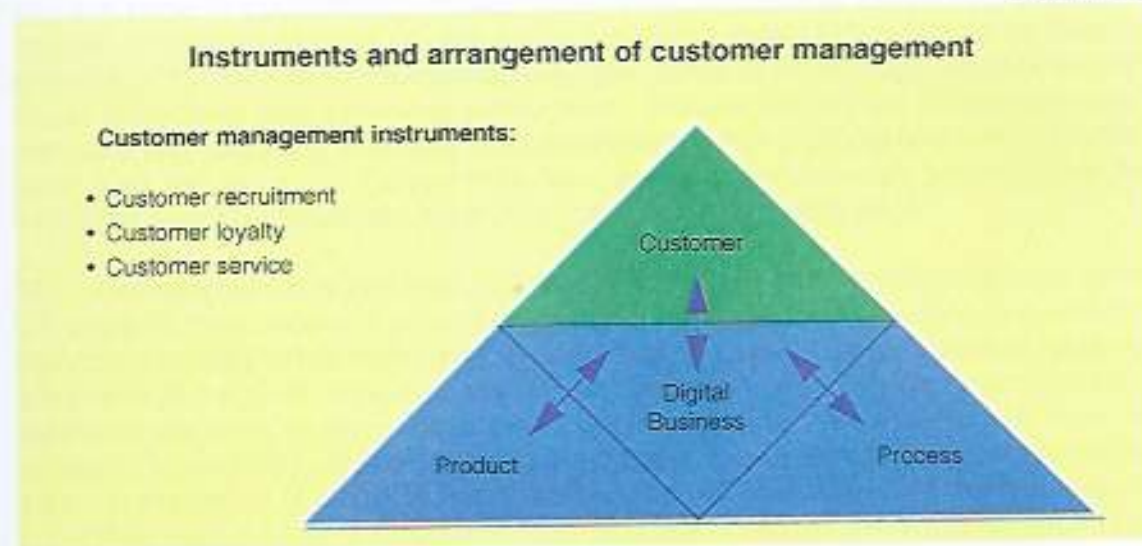 Instruments and arrangement of customer management
Customer management instruments:
• Customer recruitment
• Customer loyalty
• Customer service
Customer
Digital
Business
Product
Process